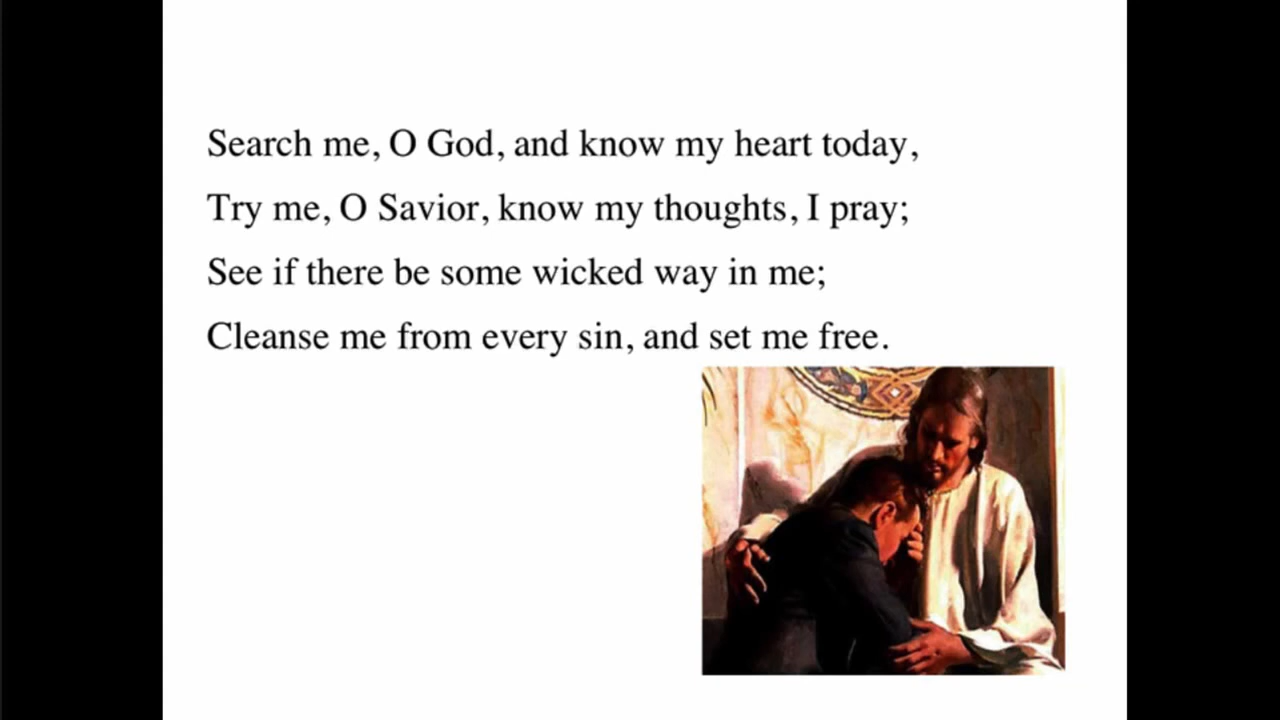 Search me, O God, and know my heart today,
Try me, O Savior, know my thoughts, I pray;
See if there be some wicked way in me;
Cleanse me from every sin, and set me free.